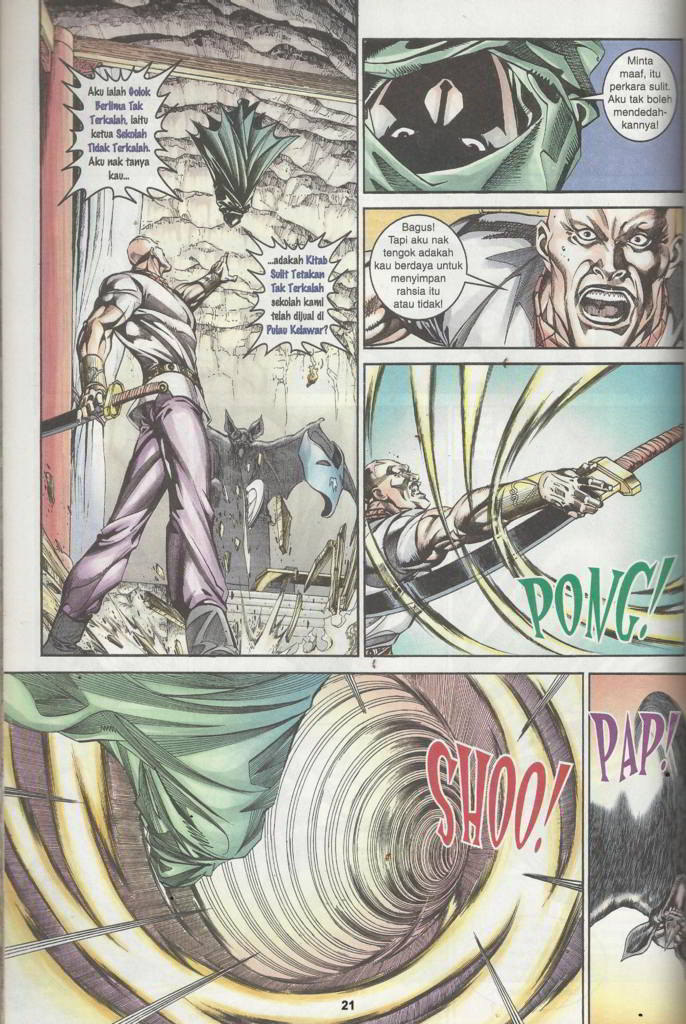 Aku ialah Golok
Berlima Tak
Terkalah, iaitu
ketua Sekolah
Tidak Terkalah.
Aku nak tanya
kau...
...adakah Kitab
Sulit Tetakan
Tak Terkalah
sekolah kami
telah dijual di
Pulau Kelawar?
Minta
maaf, itu
perkara sulit.
Aku tak boleh
mendedah-
kannya!
Bagus!
Tapi aku nak
tengok adakah
kau berdaya untuk
menyimpan
rahsia itu
atau tidak!
PONG!
SHOO!
PAP!
21